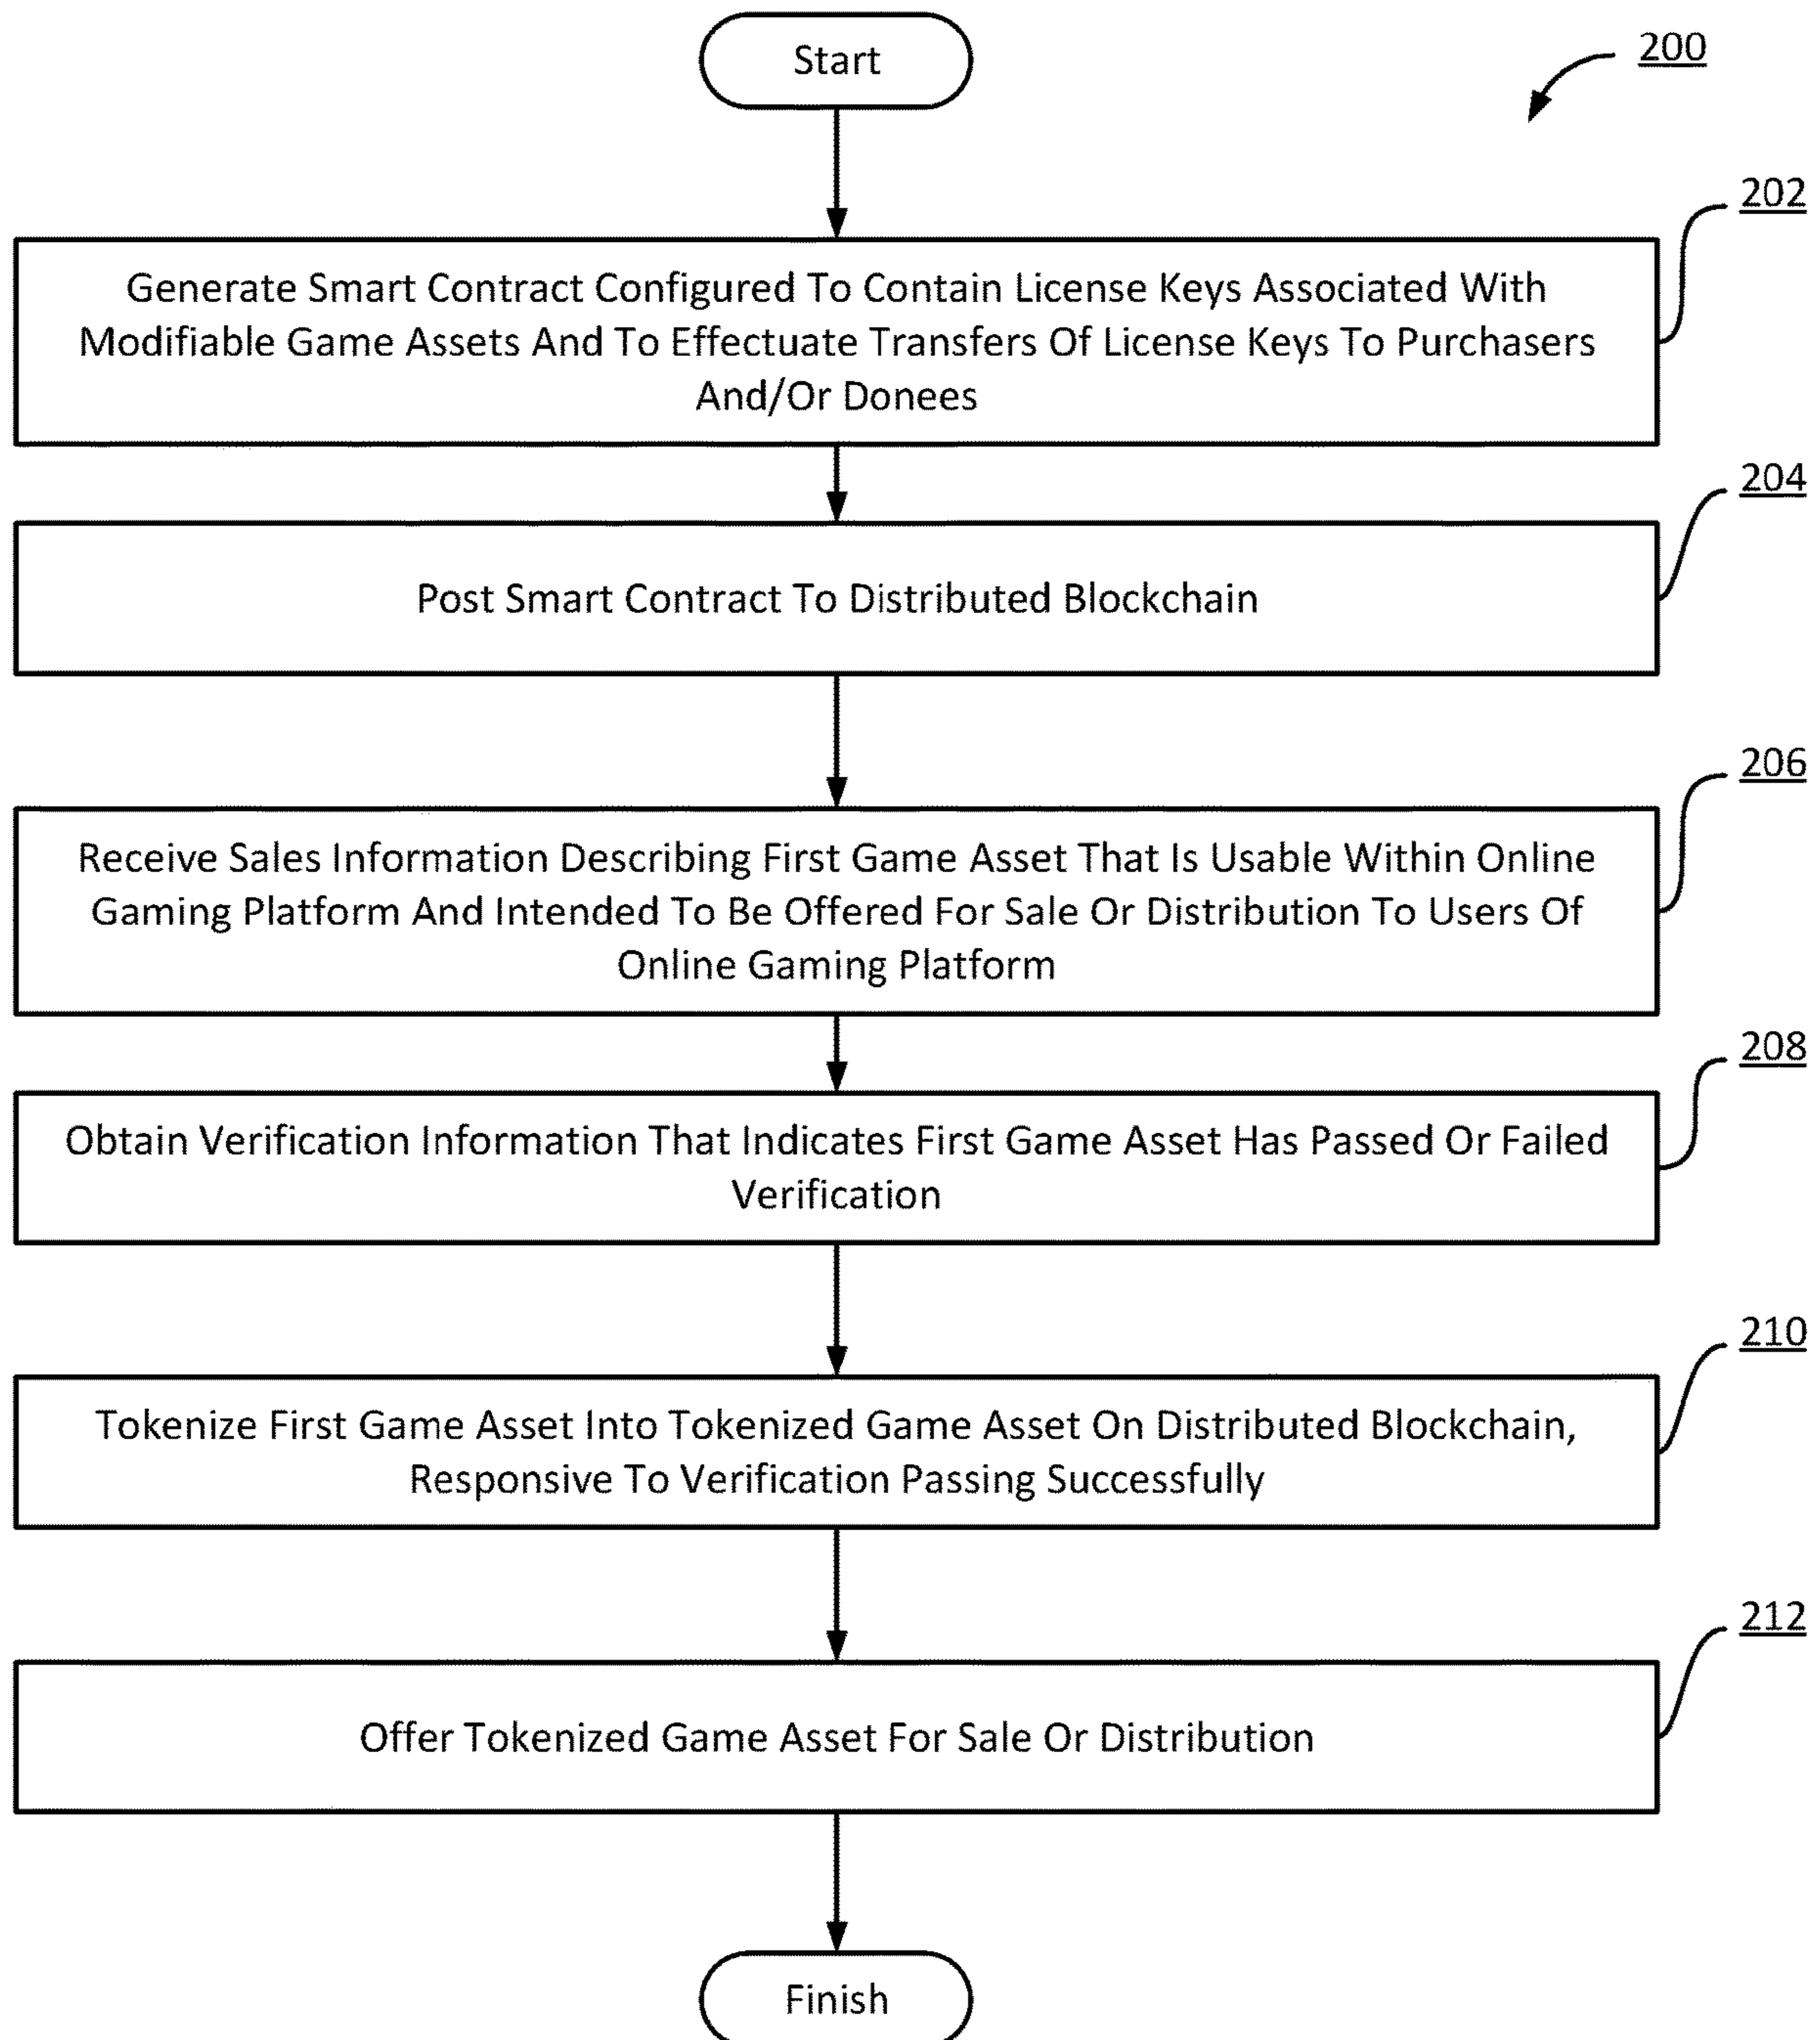 Start
200
202
Generate Smart Contract Configured To Contain License Keys Associated With
Modifiable Game Assets And To Effectuate Transfers Of License Keys To Purchasers
And/Or Donees
204
Post Smart Contract To Distributed Blockchain
206
Receive Sales Information Describing First Game Asset That Is Usable Within Online
Gaming Platform And Intended To Be Offered For Sale Or Distribution To Users Of
Online Gaming Platform
208
Obtain Verification Information That Indicates First Game Asset Has Passed Or Failed
Verification
210
Tokenize First Game Asset Into Tokenized Game Asset On Distributed Blockchain,
Responsive To Verification Passing Successfully
212
Offer Tokenized Game Asset For Sale Or Distribution
Finish